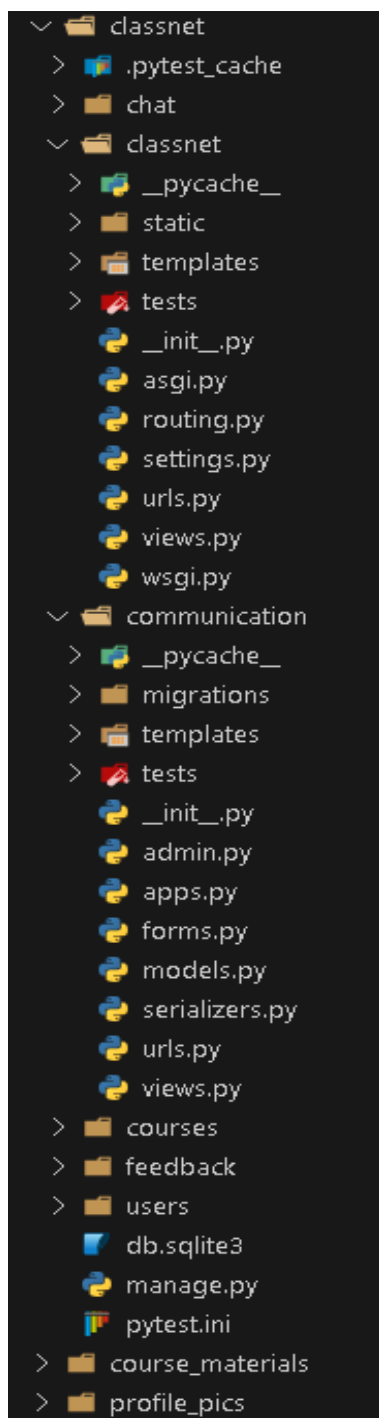 classnet
.pytest_cache
chat
classnet
__pycache__
static
templates
tests
__init__.py
asgi.py
routing.py
settings.py
urls.py
views.py
wsgi.py
communication
__pycache__
migrations
templates
tests
__init__.py
admin.py
apps.py
forms.py
models.py
serializers.py
urls.py
views.py
courses
feedback
users
db.sqlite3
manage.py
pytest.ini
course_materials
profile_pics